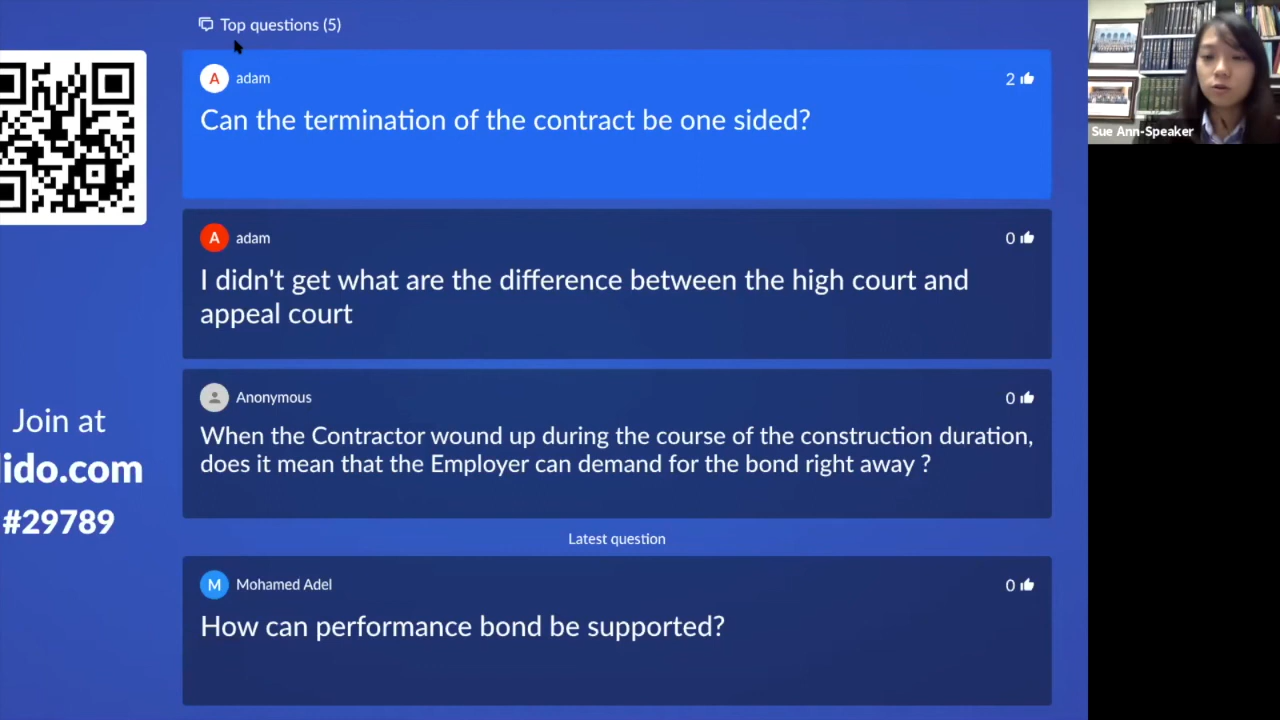 Top questions (5)
A adam 2
Can the termination of the contract be one sided?
A adam 0
I didn't get what are the difference between the high court and
appeal court
Anonymous 0
When the Contractor wound up during the course of the construction duration,
does it mean that the Employer can demand for the bond right away ?
Latest question
M Mohamed Adel 0
How can performance bond be supported?
Join at
lido.com
#29789
Sue Ann-Speaker